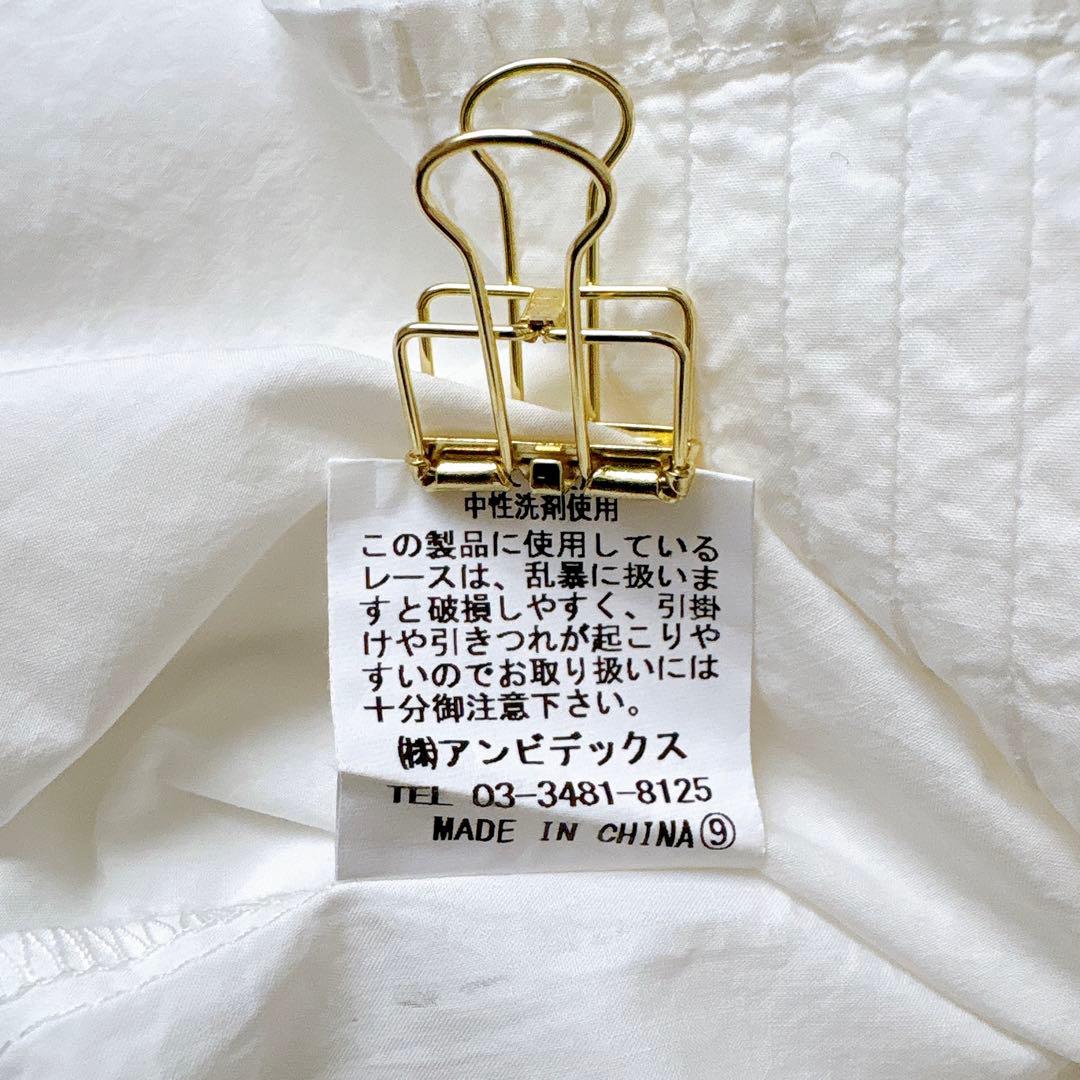 中性洗剤使用
この製品に使用している
レースは、乱暴に扱いま
すと破損しやすく、引掛
けや引きつれが起こりや
すいのでお取り扱いには
十分御注意下さい。
㈱アンビデックス
TEL 03-3481-8125
MADE IN CHINA⑨